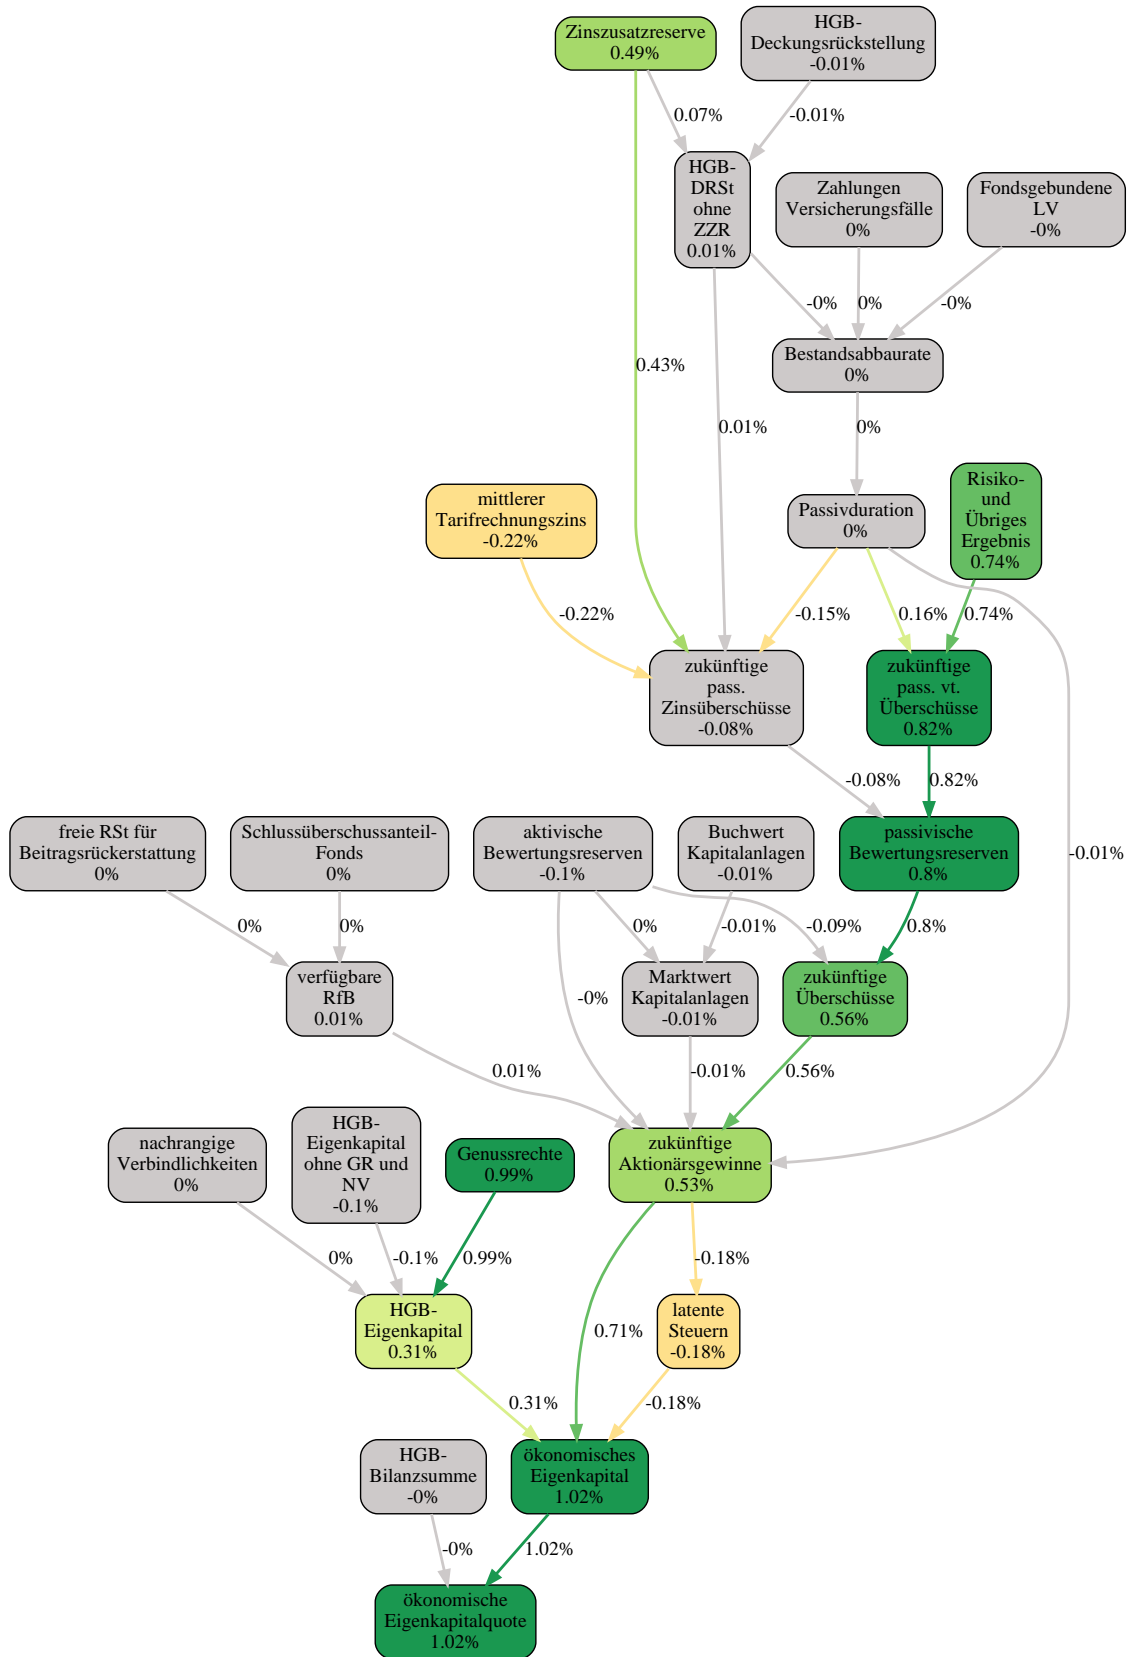 Zinszusatzreserve
0.49%
HGB-
Deckungsrückstellung
-0.01%
0.07%
-0.01%
HGB-
DRSt
ohne
ZZR
0.01%
Zahlungen
Versicherungsfälle
0%
Fondsgebundene
LV
-0%
-0%
0%
-0%
Bestandsabbaurate
0%
0.43%
0.01%
0%
mittlerer
Tarifrechnungszins
-0.22%
Passivduration
0%
Risiko-
und
Übriges
Ergebnis
0.74%
-0.22%
-0.15%
0.16%
0.74%
zukünftige
pass.
Zinsüberschüsse
-0.08%
zukünftige
pass. vt.
Überschüsse
0.82%
-0.08%
0.82%
freie RSt für
Beitragsrückerstattung
0%
Schlussüberschussanteil-
Fonds
0%
aktivische
Bewertungsreserven
-0.1%
Buchwert
Kapitalanlagen
-0.01%
passivische
Bewertungsreserven
0.8%
-0.01%
0%
0%
0%
-0.01%
-0.09%
0.8%
verfügbare
RfB
0.01%
-0%
Marktwert
Kapitalanlagen
-0.01%
zukünftige
Überschüsse
0.56%
0.01%
-0.01%
0.56%
nachrangige
Verbindlichkeiten
0%
HGB-
Eigenkapital
ohne GR und
NV
-0.1%
Genussrechte
0.99%
zukünftige
Aktionärsgewinne
0.53%
0%
-0.1%
0.99%
-0.18%
HGB-
Eigenkapital
0.31%
0.71%
latente
Steuern
-0.18%
0.31%
-0.18%
HGB-
Bilanzsumme
-0%
ökonomisches
Eigenkapital
1.02%
-0%
1.02%
ökonomische
Eigenkapitalquote
1.02%